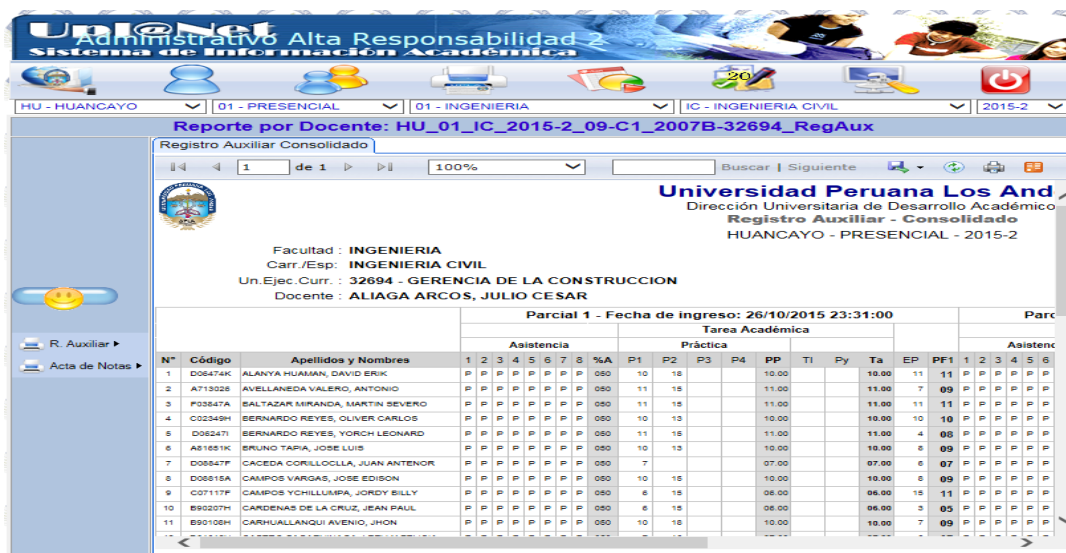 Upl@Net
Administrativo Alta Responsabilidad 2
Sistema de Información Académica
20
HU - HUANCAYO 01 - PRESENCIAL 01 - INGENIERIA IC - INGENIERIA CIVIL 2015-2
Reporte por Docente: HU_01_IC_2015-2_09-C1_2007B-32694_RegAux
Registro Auxiliar Consolidado
1 de 1 100% Buscar | Siguiente
Universidad Peruana Los And
Dirección Universitaria de Desarrollo Académico
Registro Auxiliar - Consolidado
HUANCAYO - PRESENCIAL - 2015-2
Facultad : INGENIERIA
Carr./Esp: INGENIERIA CIVIL
Un.Ejec.Curr. : 32694 - GERENCIA DE LA CONSTRUCCION
Docente : ALIAGA ARCOS, JULIO CESAR
R. Auxiliar
Acta de Notas
Parcial 1 - Fecha de ingreso: 26/10/2015 23:31:00 Parc
Tarea Académica
Asistencia Práctica Asistenc
N° Código Apellidos y Nombres 1 2 3 4 5 6 7 8 %A P1 P2 P3 P4 PP TI Py Ta EP PF1 1 2 3 4 5 6
1 D06474K ALANYA HUAMAN, DAVID ERIK P P P P P P P P 050 10 18 10.00 10.00 11 11 P P P P P P
2 A713026 AVELLANEDA VALERO, ANTONIO P P P P P P P P 050 11 15 11.00 11.00 7 09 P P P P P P
3 F03847A BALTAZAR MIRANDA, MARTIN SEVERO P P P P P P P P 050 11 15 11.00 11.00 11 11 P P P P P P
4 C02349H BERNARDO REYES, OLIVER CARLOS P P P P P P P P 050 10 13 10.00 10.00 10 10 P P P P P P
5 D05247I BERNARDO REYES, YORCH LEONARD P P P P P P P P 050 11 15 11.00 11.00 4 08 P P P P P P
6 A81651K BRUNO TAPIA, JOSE LUIS P P P P P P P P 050 10 13 10.00 10.00 8 09 P P P P P P
7 D08847F CACEDA CORILLOCLLA, JUAN ANTENOR P P P P P P P P 050 7 07.00 07.00 6 07 P P P P P P
8 D08815A CAMPOS VARGAS, JOSE EDISON P P P P P P P P 050 10 15 10.00 10.00 8 09 P P P P P P
9 C07117F CAMPOS YCHILLUMPA, JORDY BILLY P P P P P P P P 050 6 15 06.00 06.00 15 11 P P P P P P
10 B90207H CARDENAS DE LA CRUZ, JEAN PAUL P P P P P P P P 050 6 15 06.00 06.00 3 05 P P P P P P
11 B90108H CARHUALLANQUI AVENIO, JHON P P P P P P P P 050 10 16 10.00 10.00 7 09 P P P P P P